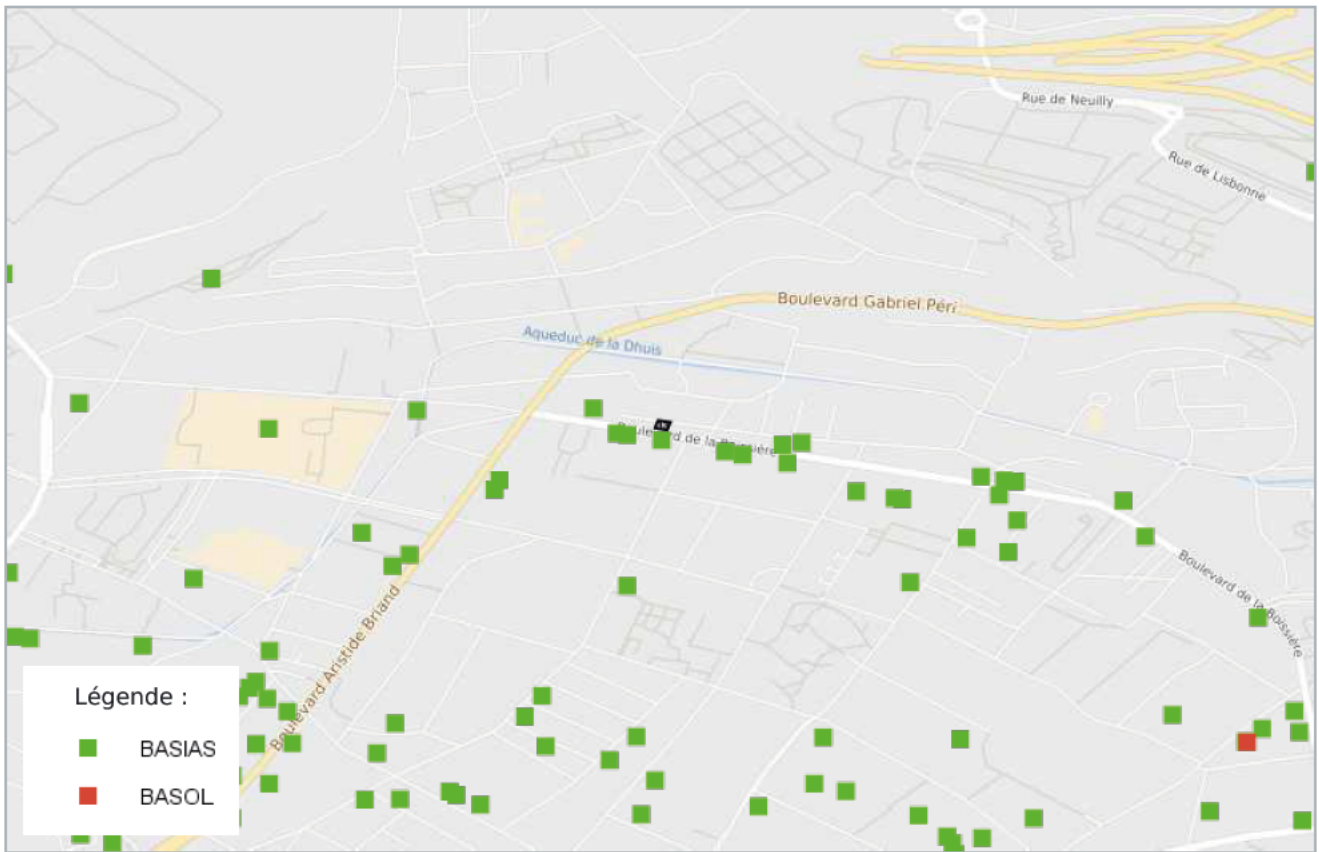 Rue de Neuilly
Rue de Lisbonne
Boulevard Gabriel Péri
Aqueduc de la Dhuis
Boulevard de la Boissière
Boulevard de la Boissière
Boulevard Aristide Briand
Légende :
BASIAS
BASOL